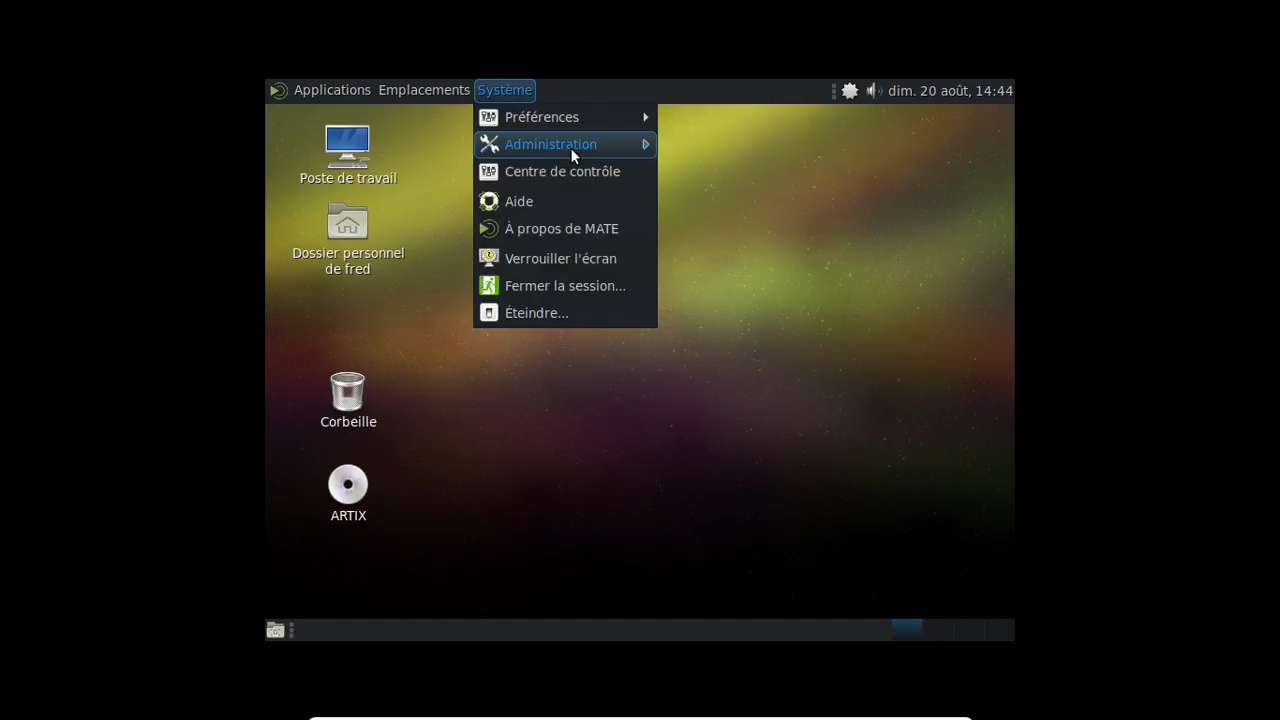 Applications Emplacements Système dim. 20 août, 14:44
Préférences
Administration
Centre de contrôle
Aide
À propos de MATE
Verrouiller l'écran
Fermer la session...
Éteindre...
Poste de travail
Dossier personnel
de fred
Corbeille
ARTIX